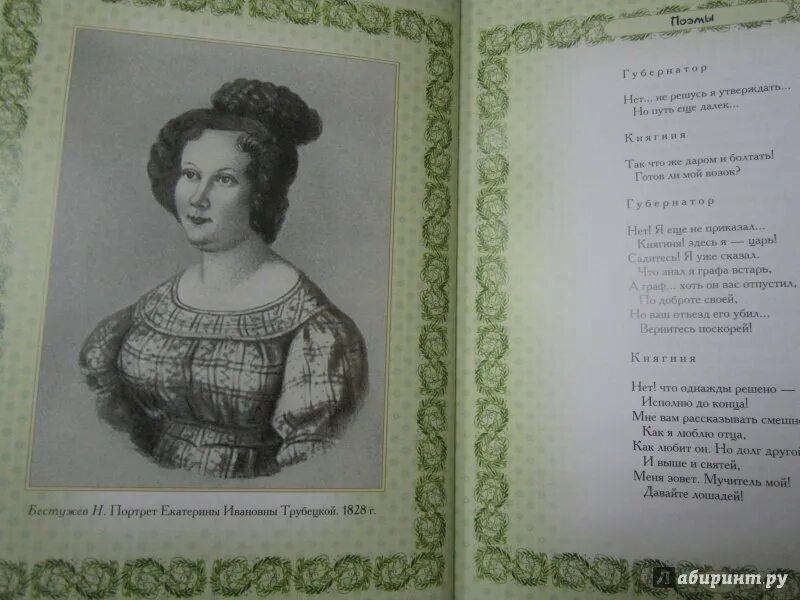 Бестужев Н. Портрет Екатерины Ивановны Трубецкой. 1828 г.
Поэмы
Губернатор
Нет... не решусь я утверждать...
Но путь еще далек...
Княгиня
Так что же даром и болтать!
Готов ли мой возок?
Губернатор
Нет! Я еще не приказал...
Княгиня! здесь я — царь!
Садитесь! Я уже сказал.
Что знал я графа встарь,
А граф... хоть он вас отпустил,
По доброте своей,
Но ваш отъезд его убил...
Вернитесь поскорей!
Княгиня
Нет! что однажды решено —
Исполню до конца!
Мне вам рассказывать смешно
Как я люблю отца,
Как любит он. Но долг другой
И выше и святей,
Меня зовет. Мучитель мой!
Давайте лошадей!
Лабиринт.ру